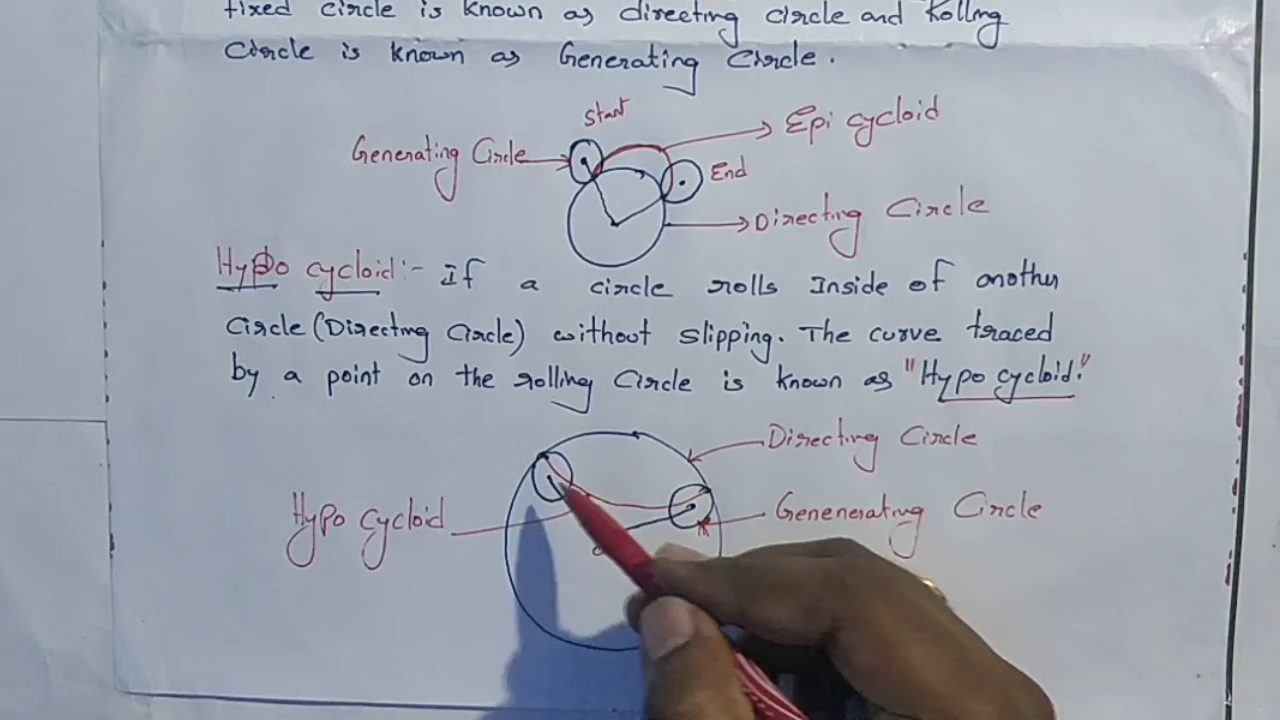 fixed circle is known as directing circle and Rolling
Circle is known as Generating Circle.
Start
Epi cycloid
Generating Circle
End
Directing Circle
Hypo cycloid:- If a circle rolls Inside of another
Circle (Directing Circle) without slipping. The curve traced
by a point on the rolling Circle is known as "Hypo cycloid."
Directing Circle
Hypo cycloid
Genenerating Circle